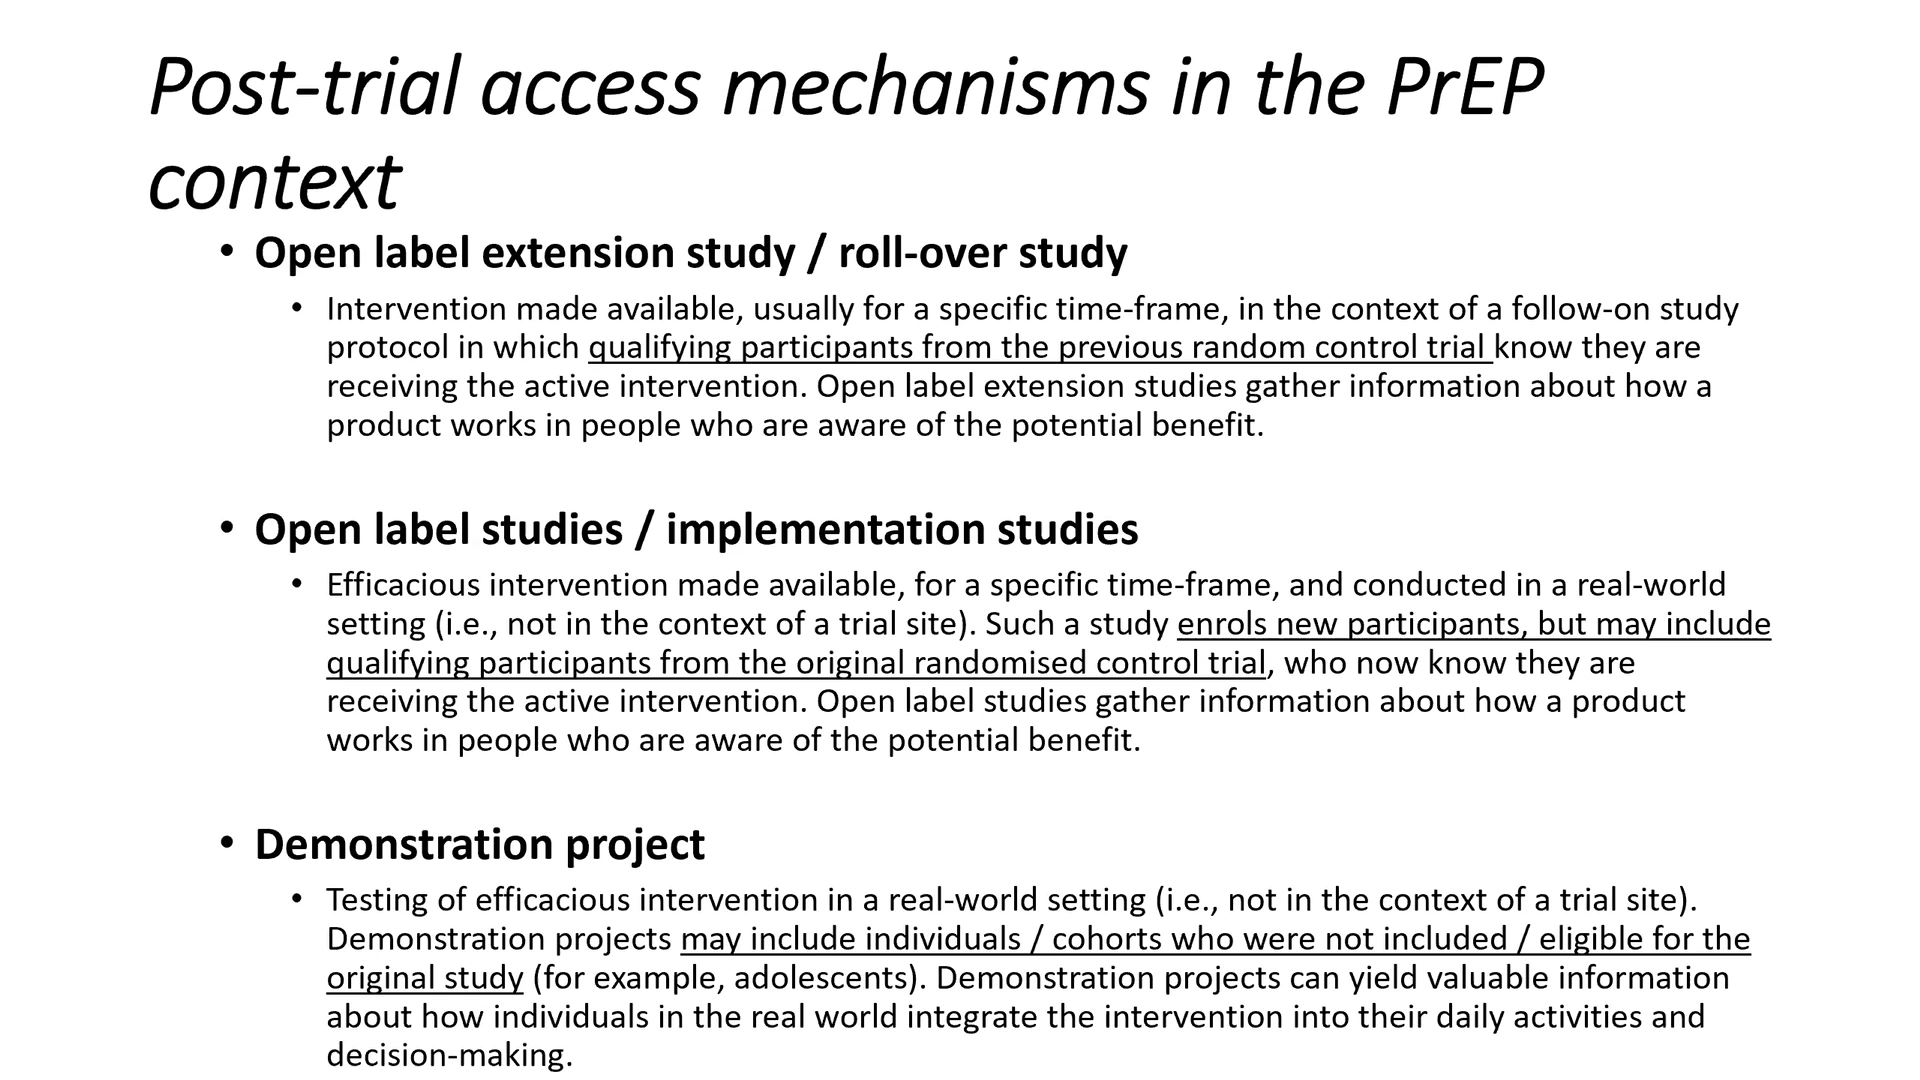 Post-trial access mechanisms in the PrEP
context
• Open label extension study / roll-over study
• Intervention made available, usually for a specific time-frame, in the context of a follow-on study
protocol in which qualifying participants from the previous random control trial know they are
receiving the active intervention. Open label extension studies gather information about how a
product works in people who are aware of the potential benefit.
• Open label studies / implementation studies
• Efficacious intervention made available, for a specific time-frame, and conducted in a real-world
setting (i.e., not in the context of a trial site). Such a study enrols new participants, but may include
qualifying participants from the original randomised control trial, who now know they are
receiving the active intervention. Open label studies gather information about how a product
works in people who are aware of the potential benefit.
• Demonstration project
• Testing of efficacious intervention in a real-world setting (i.e., not in the context of a trial site).
Demonstration projects may include individuals / cohorts who were not included / eligible for the
original study (for example, adolescents). Demonstration projects can yield valuable information
about how individuals in the real world integrate the intervention into their daily activities and
decision-making.